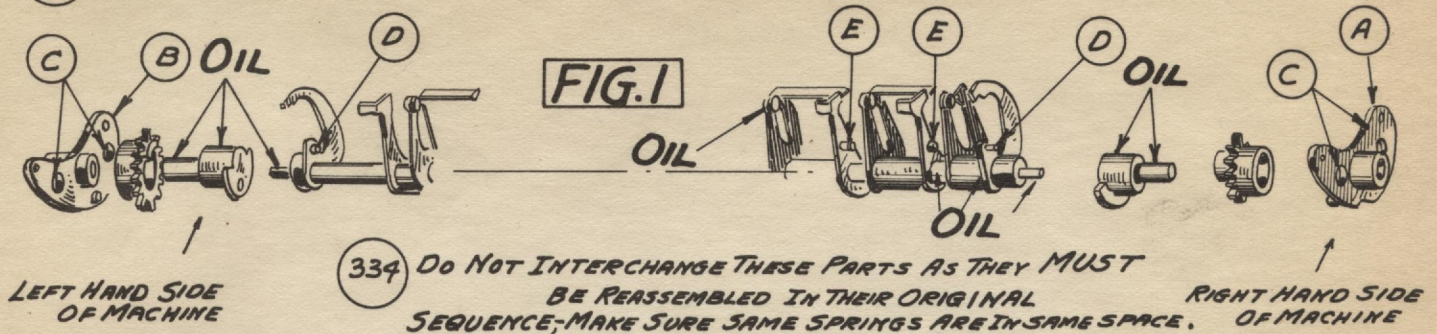 C
B
OIL
D
FIG. 1
E
E
D
OIL
C
A
OIL
OIL
334
DO NOT INTERCHANGE THESE PARTS AS THEY MUST
BE REASSEMBLED IN THEIR ORIGINAL
SEQUENCE;-MAKE SURE SAME SPRINGS ARE IN SAME SPACE.
LEFT HAND SIDE
OF MACHINE
RIGHT HAND SIDE
OF MACHINE